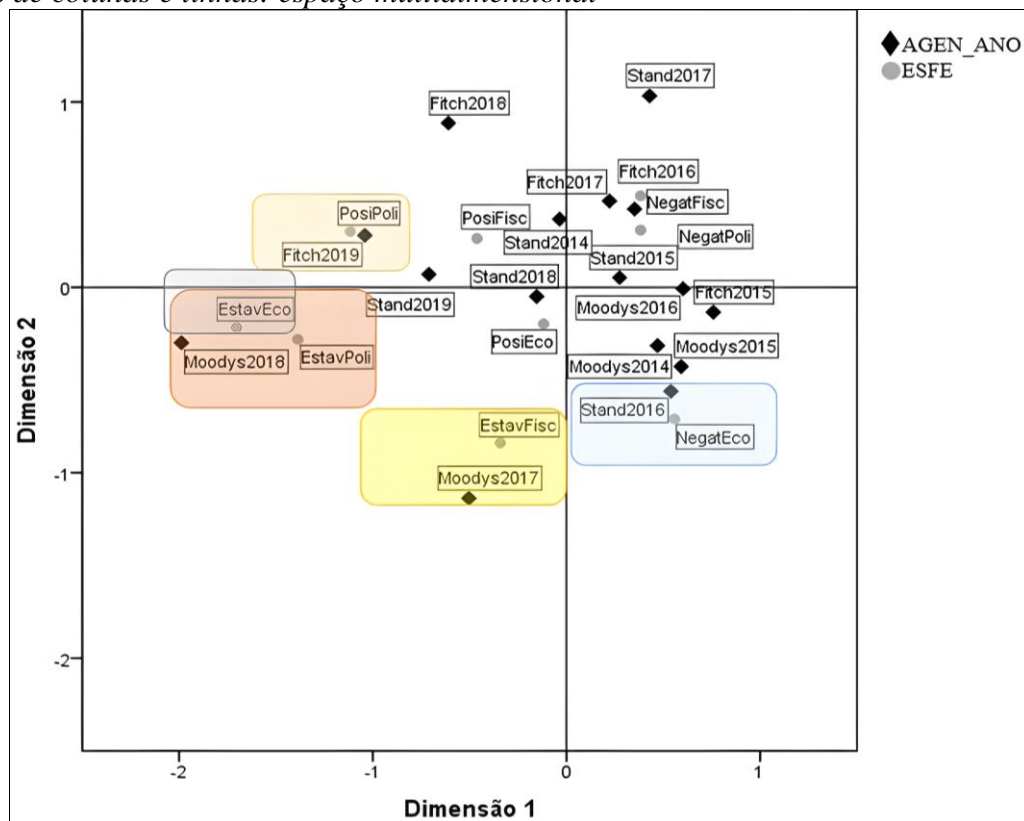 de colunas e linhas: espaço multidimensional
AGEN_ANO
ESFE
Stand2017
Fitch2018
1
Fitch2016
Fitch2017
NegatFisc
PosiPoli
PosiFisc
NegatPoli
Stand2014
Fitch2019
Stand2015
Stand2018
0
Fitch2015
Stand2019
Moodys2016
EstavEco
PosiEco
Moodys2015
EstavPoli
Moodys2018
Moodys2014
Stand2016
EstavFisc
NegatEco
-1
Moodys2017
-2
Dimensão 2
-2
-1
0
1
Dimensão 1